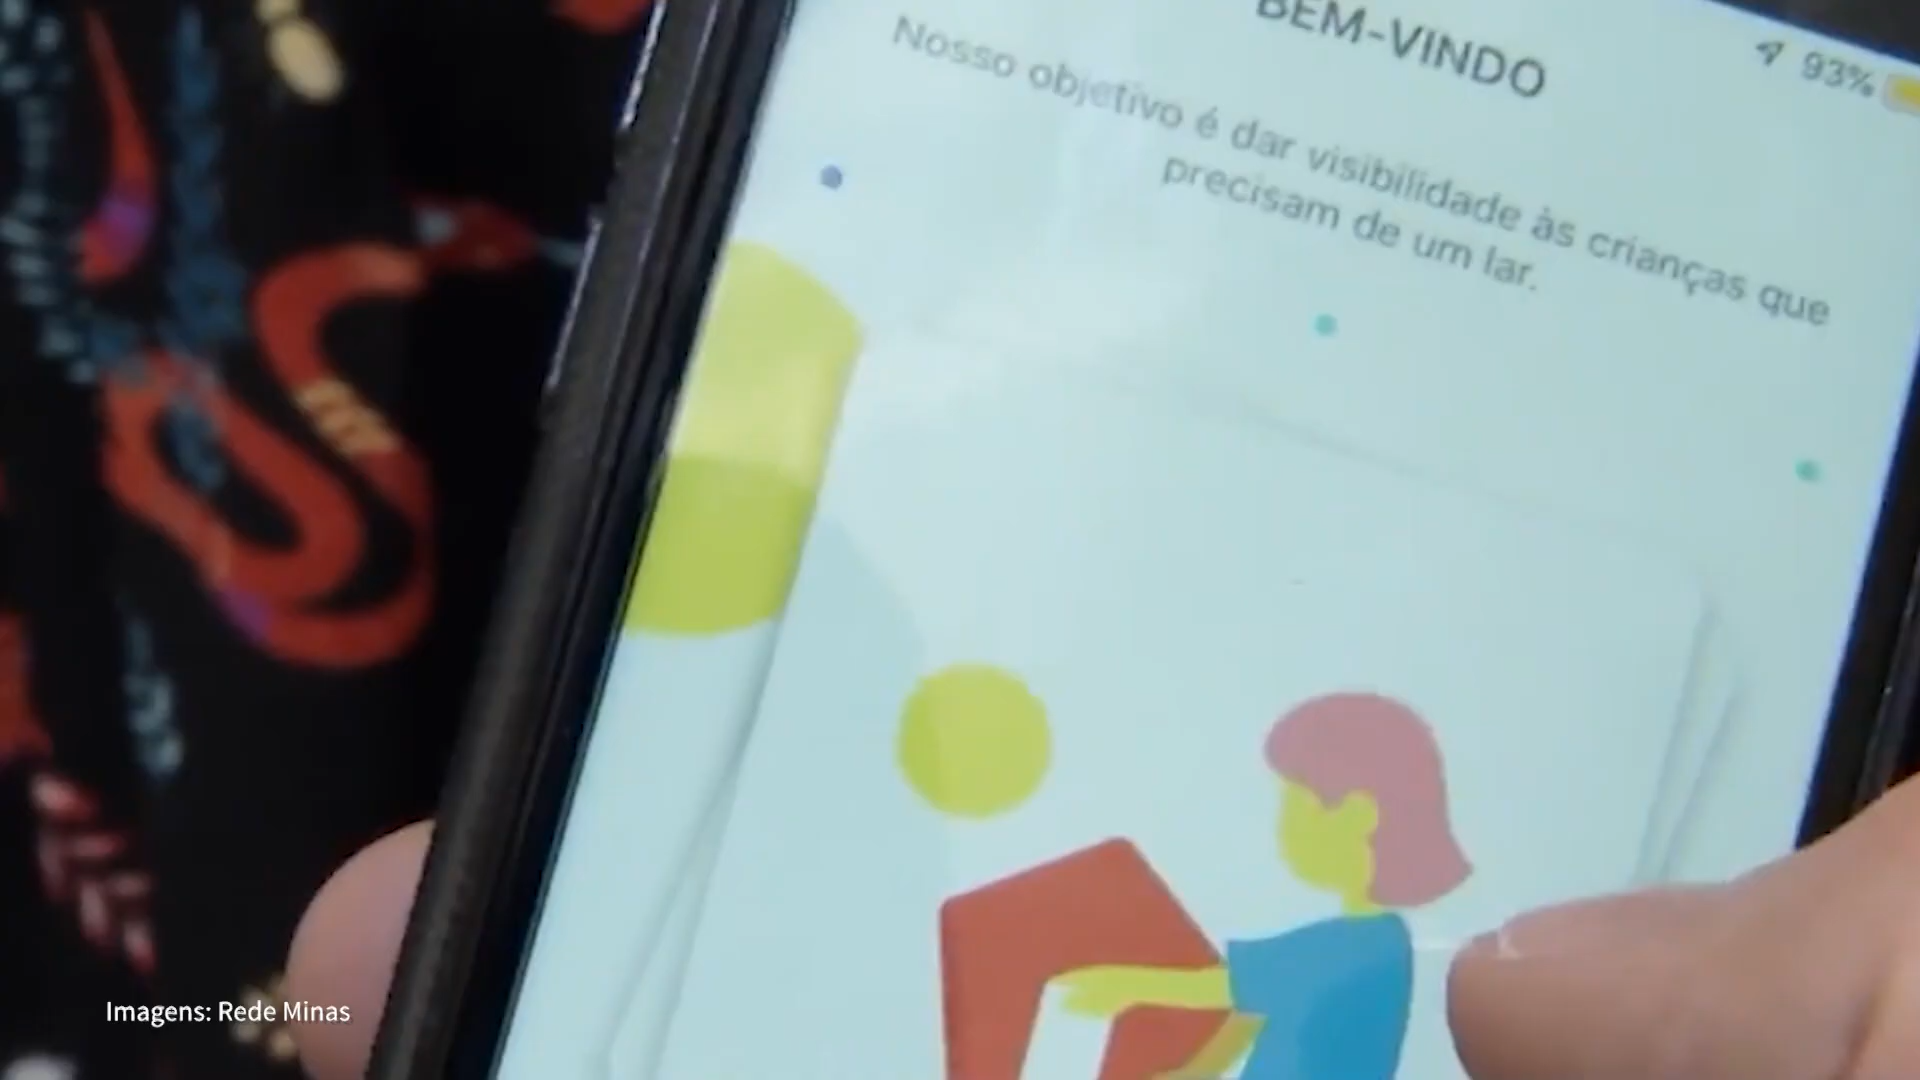 BEM-VINDO
93%
Nosso objetivo é dar visibilidade às crianças que
precisam de um lar.
Imagens: Rede Minas